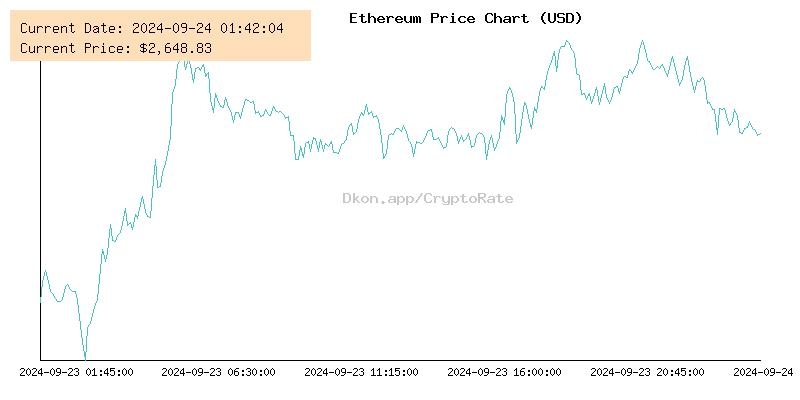 Ethereum Price Chart (USD)
Current Date: 2024-09-24 01:42:04
Current Price: $2,648.83
Dkon.app/CryptoRate
2024-09-23 01:45:00 2024-09-23 06:30:00 2024-09-23 11:15:00 2024-09-23 16:00:00 2024-09-23 20:45:00 2024-09-24